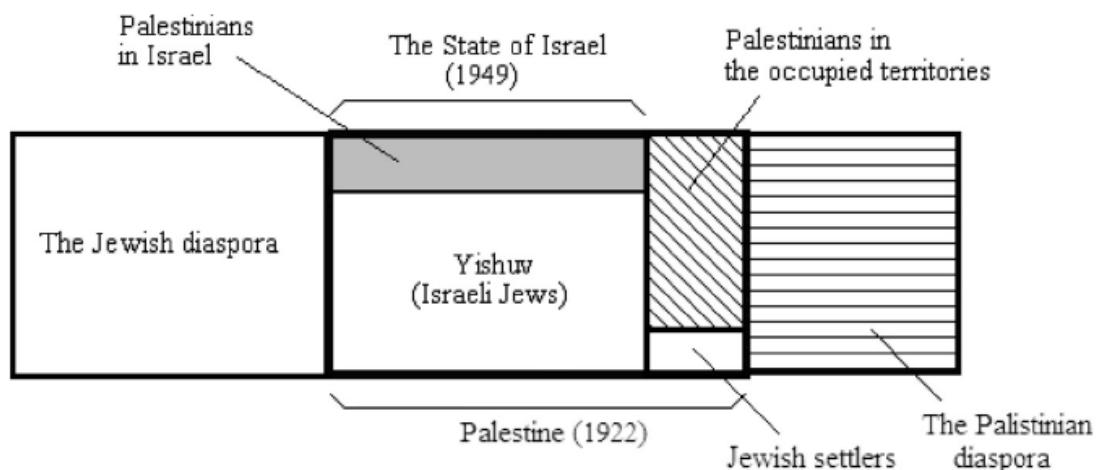 Palestinians
in Israel
The State of Israel
(1949)
Palestinians in
the occupied territories
The Jewish diaspora
Yishuv
(Israeli Jews)
Palestine (1922)
Jewish settlers
The Palistinian
diaspora